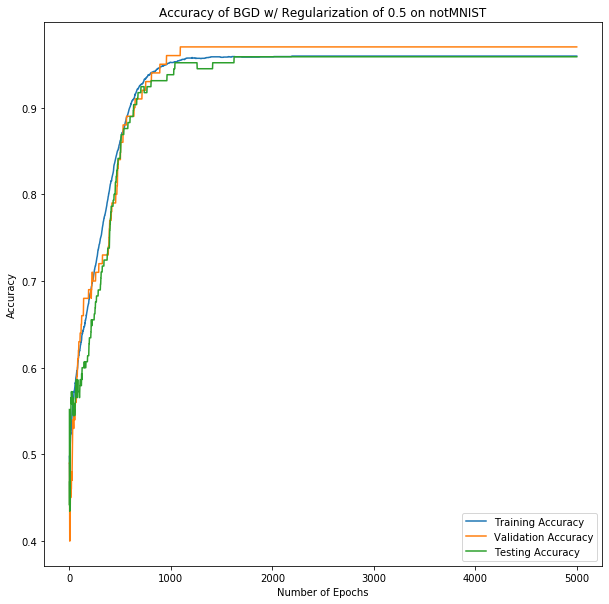 Accuracy of BGD w/ Regularization of 0.5 on notMNIST
Accuracy
0.9
0.8
0.7
0.6
0.5
0.4
0
1000
2000
3000
4000
5000
Number of Epochs
Training Accuracy
Validation Accuracy
Testing Accuracy